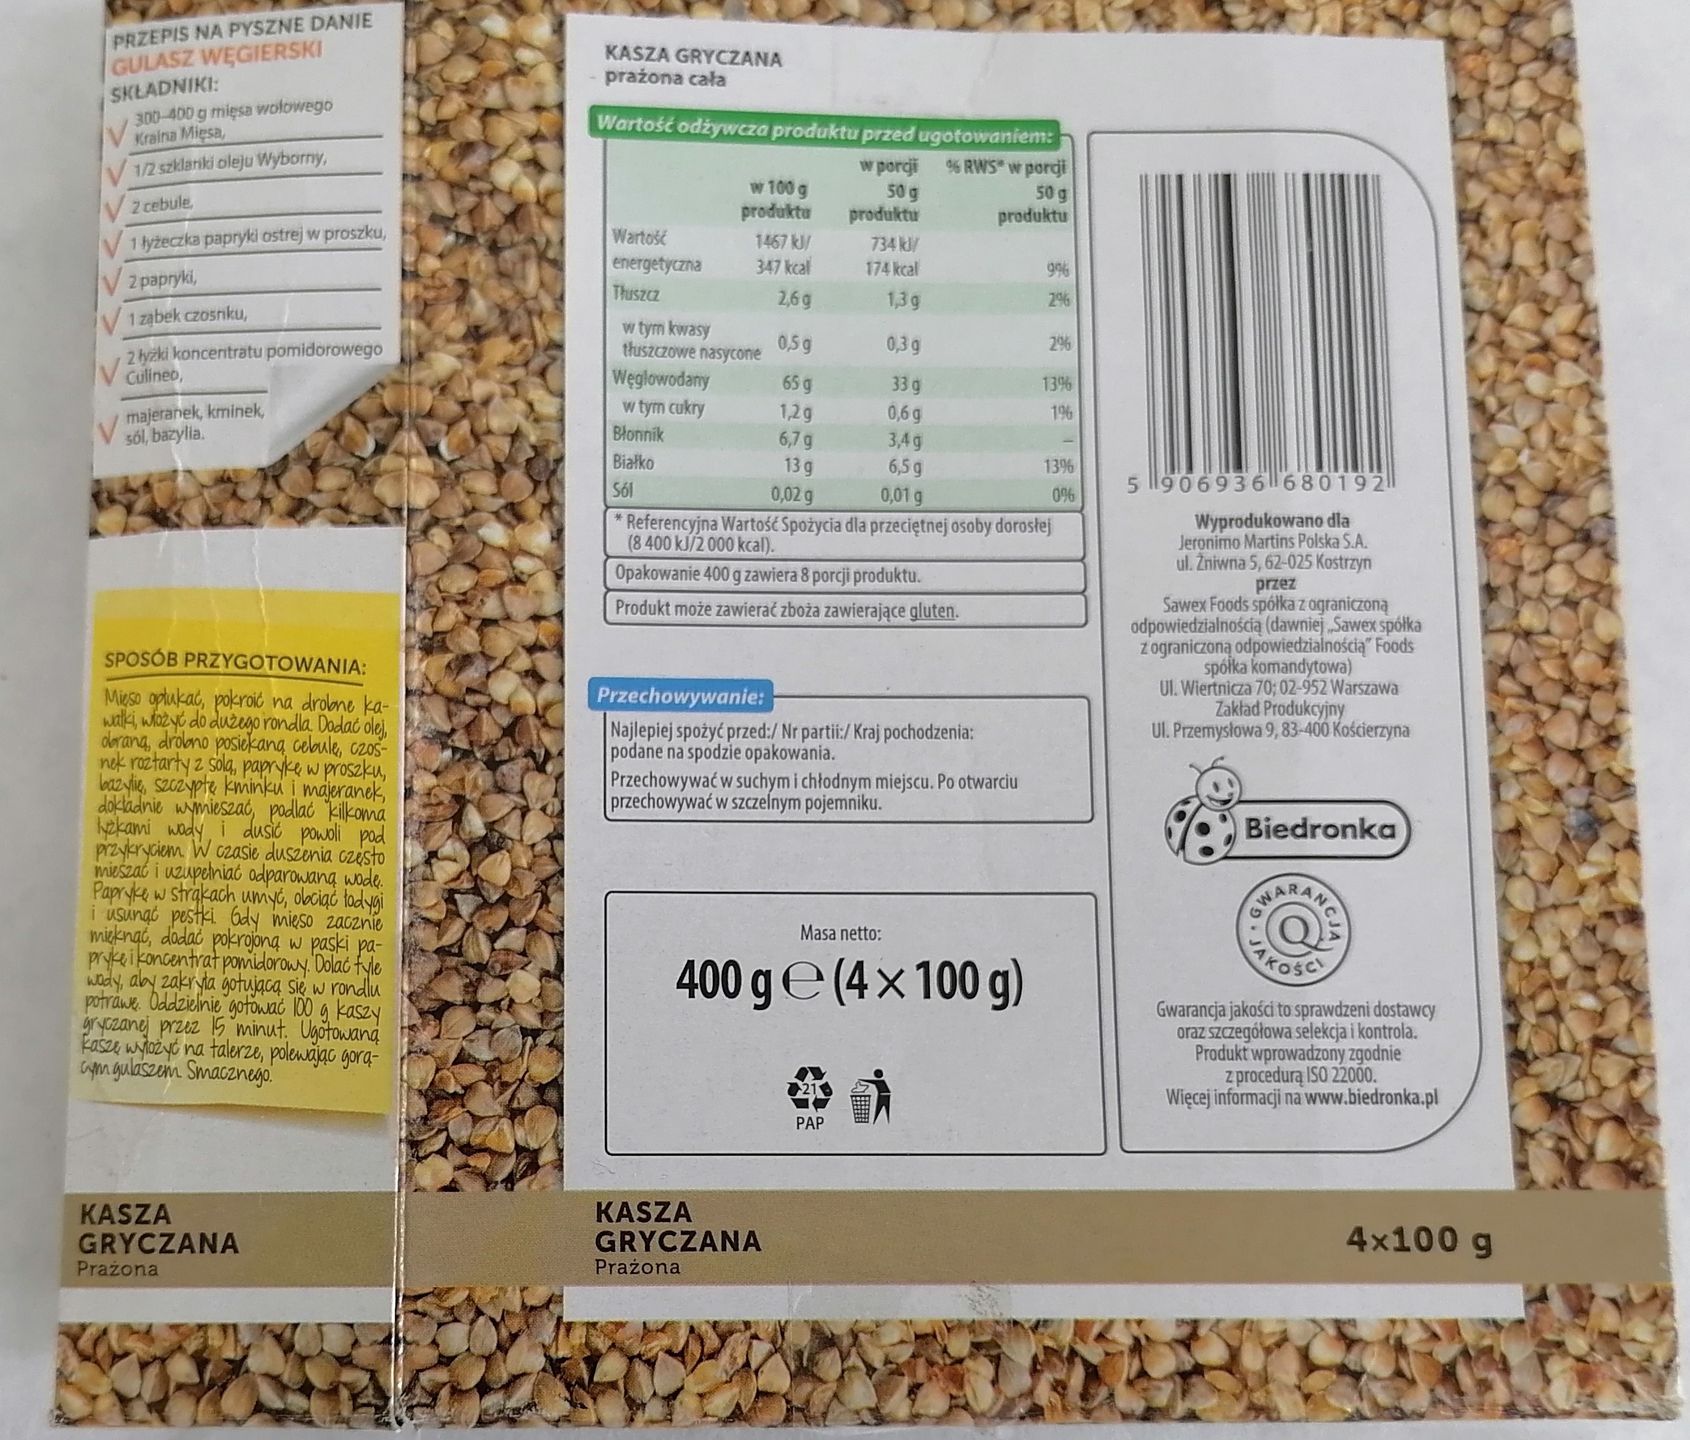 PRZEPIS NA PYSZNE DANIE
GULASZ WĘGIERSKI
SKŁADNIKI:
300-400 g mięsa wołowego
Kraina Mięsa,
1/2 szklanki oleju Wyborny,
2 cebule,
1 łyżeczka papryki ostrej w proszku,
2 papryki,
1 ząbek czosnku,
2 łyżki koncentratu pomidorowego
Culineo,
majeranek, kminek,
sól, bazylia.
SPOSÓB PRZYGOTOWANIA:
Mięso opłukać, pokroić na drobne ka-
wałki, włożyć do dużego rondla. Dodać olej,
obraną, drobno posiekaną cebulę, czos-
nek roztarty z solą, paprykę w proszku,
bazylię, szczyptę kminku i majeranek,
dokładnie wymieszać, podlać kilkoma
łyżkami wody i dusić powoli pod
przykryciem. W czasie duszenia często
mieszać i uzupełniać odparowaną wodę.
Paprykę w strąkach umyć, obciąć łodygi
i usunąć pestki. Gdy mięso zacznie
mięknąć, dodać pokrojoną w paski pa-
prykę i koncentrat pomidorowy. Dolać tyle
wody, aby zakryła gotującą się w rondlu
potrawę. Oddzielnie gotować 100 g kaszy
gryczanej przez 15 minut. Ugotowaną
kaszę wyłożyć na talerze, polewając gorą-
cym gulaszem. Smacznego.
KASZA
GRYCZANA
Prażona
KASZA GRYCZANA
prażona cała
Wartość odżywcza produktu przed ugotowaniem:
w porcji % RWS* w porcji
w 100 g 50 g 50 g
produktu produktu produktu
Wartość 1467 kJ/ 734 kJ/
energetyczna 347 kcal 174 kcal 9%
Tłuszcz 2,6 g 1,3 g 2%
w tym kwasy
tłuszczowe nasycone 0,5 g 0,3 g 2%
Węglowodany 65 g 33 g 13%
w tym cukry 1,2 g 0,6 g 1%
Błonnik 6,7 g 3,4 g –
Białko 13 g 6,5 g 13%
Sól 0,02 g 0,01 g 0%
* Referencyjna Wartość Spożycia dla przeciętnej osoby dorosłej
(8 400 kJ/2 000 kcal).
Opakowanie 400 g zawiera 8 porcji produktu.
Produkt może zawierać zboża zawierające gluten.
Przechowywanie:
Najlepiej spożyć przed:/ Nr partii:/ Kraj pochodzenia:
podane na spodzie opakowania.
Przechowywać w suchym i chłodnym miejscu. Po otwarciu
przechowywać w szczelnym pojemniku.
Masa netto:
400 g e (4 × 100 g)
21
PAP
5 906936 680192
Wyprodukowano dla
Jeronimo Martins Polska S.A.
ul. Żniwna 5, 62-025 Kostrzyn
przez
Sawex Foods spółka z ograniczoną
odpowiedzialnością (dawniej „Sawex spółka
z ograniczoną odpowiedzialnością” Foods
spółka komandytowa)
Ul. Wiertnicza 70; 02-952 Warszawa
Zakład Produkcyjny
Ul. Przemysłowa 9, 83-400 Kościerzyna
Biedronka
GWARANCJA
Q
JAKOŚCI
Gwarancja jakości to sprawdzeni dostawcy
oraz szczegółowa selekcja i kontrola.
Produkt wprowadzony zgodnie
z procedurą ISO 22000.
Więcej informacji na www.biedronka.pl
KASZA
GRYCZANA
Prażona
4x100 g